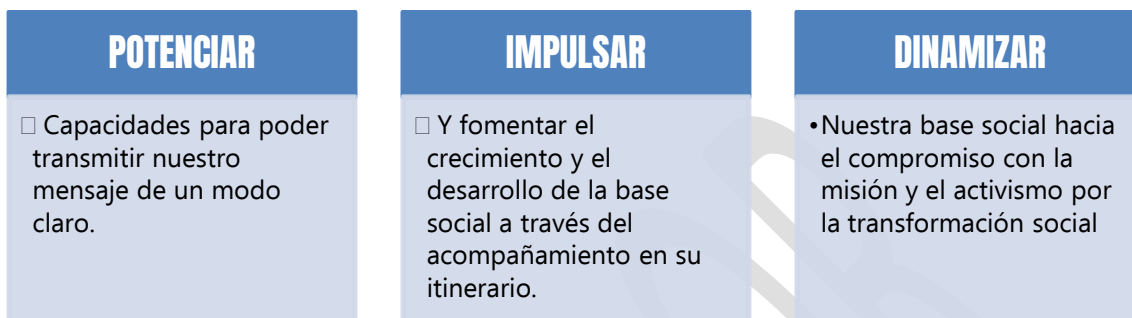 POTENCIAR
□ Capacidades para poder
transmitir nuestro
mensaje de un modo
claro.
IMPULSAR
□ Y fomentar el
crecimiento y el
desarrollo de la base
social a través del
acompañamiento en su
itinerario.
DINAMIZAR
•Nuestra base social hacia
el compromiso con la
misión y el activismo por
la transformación social